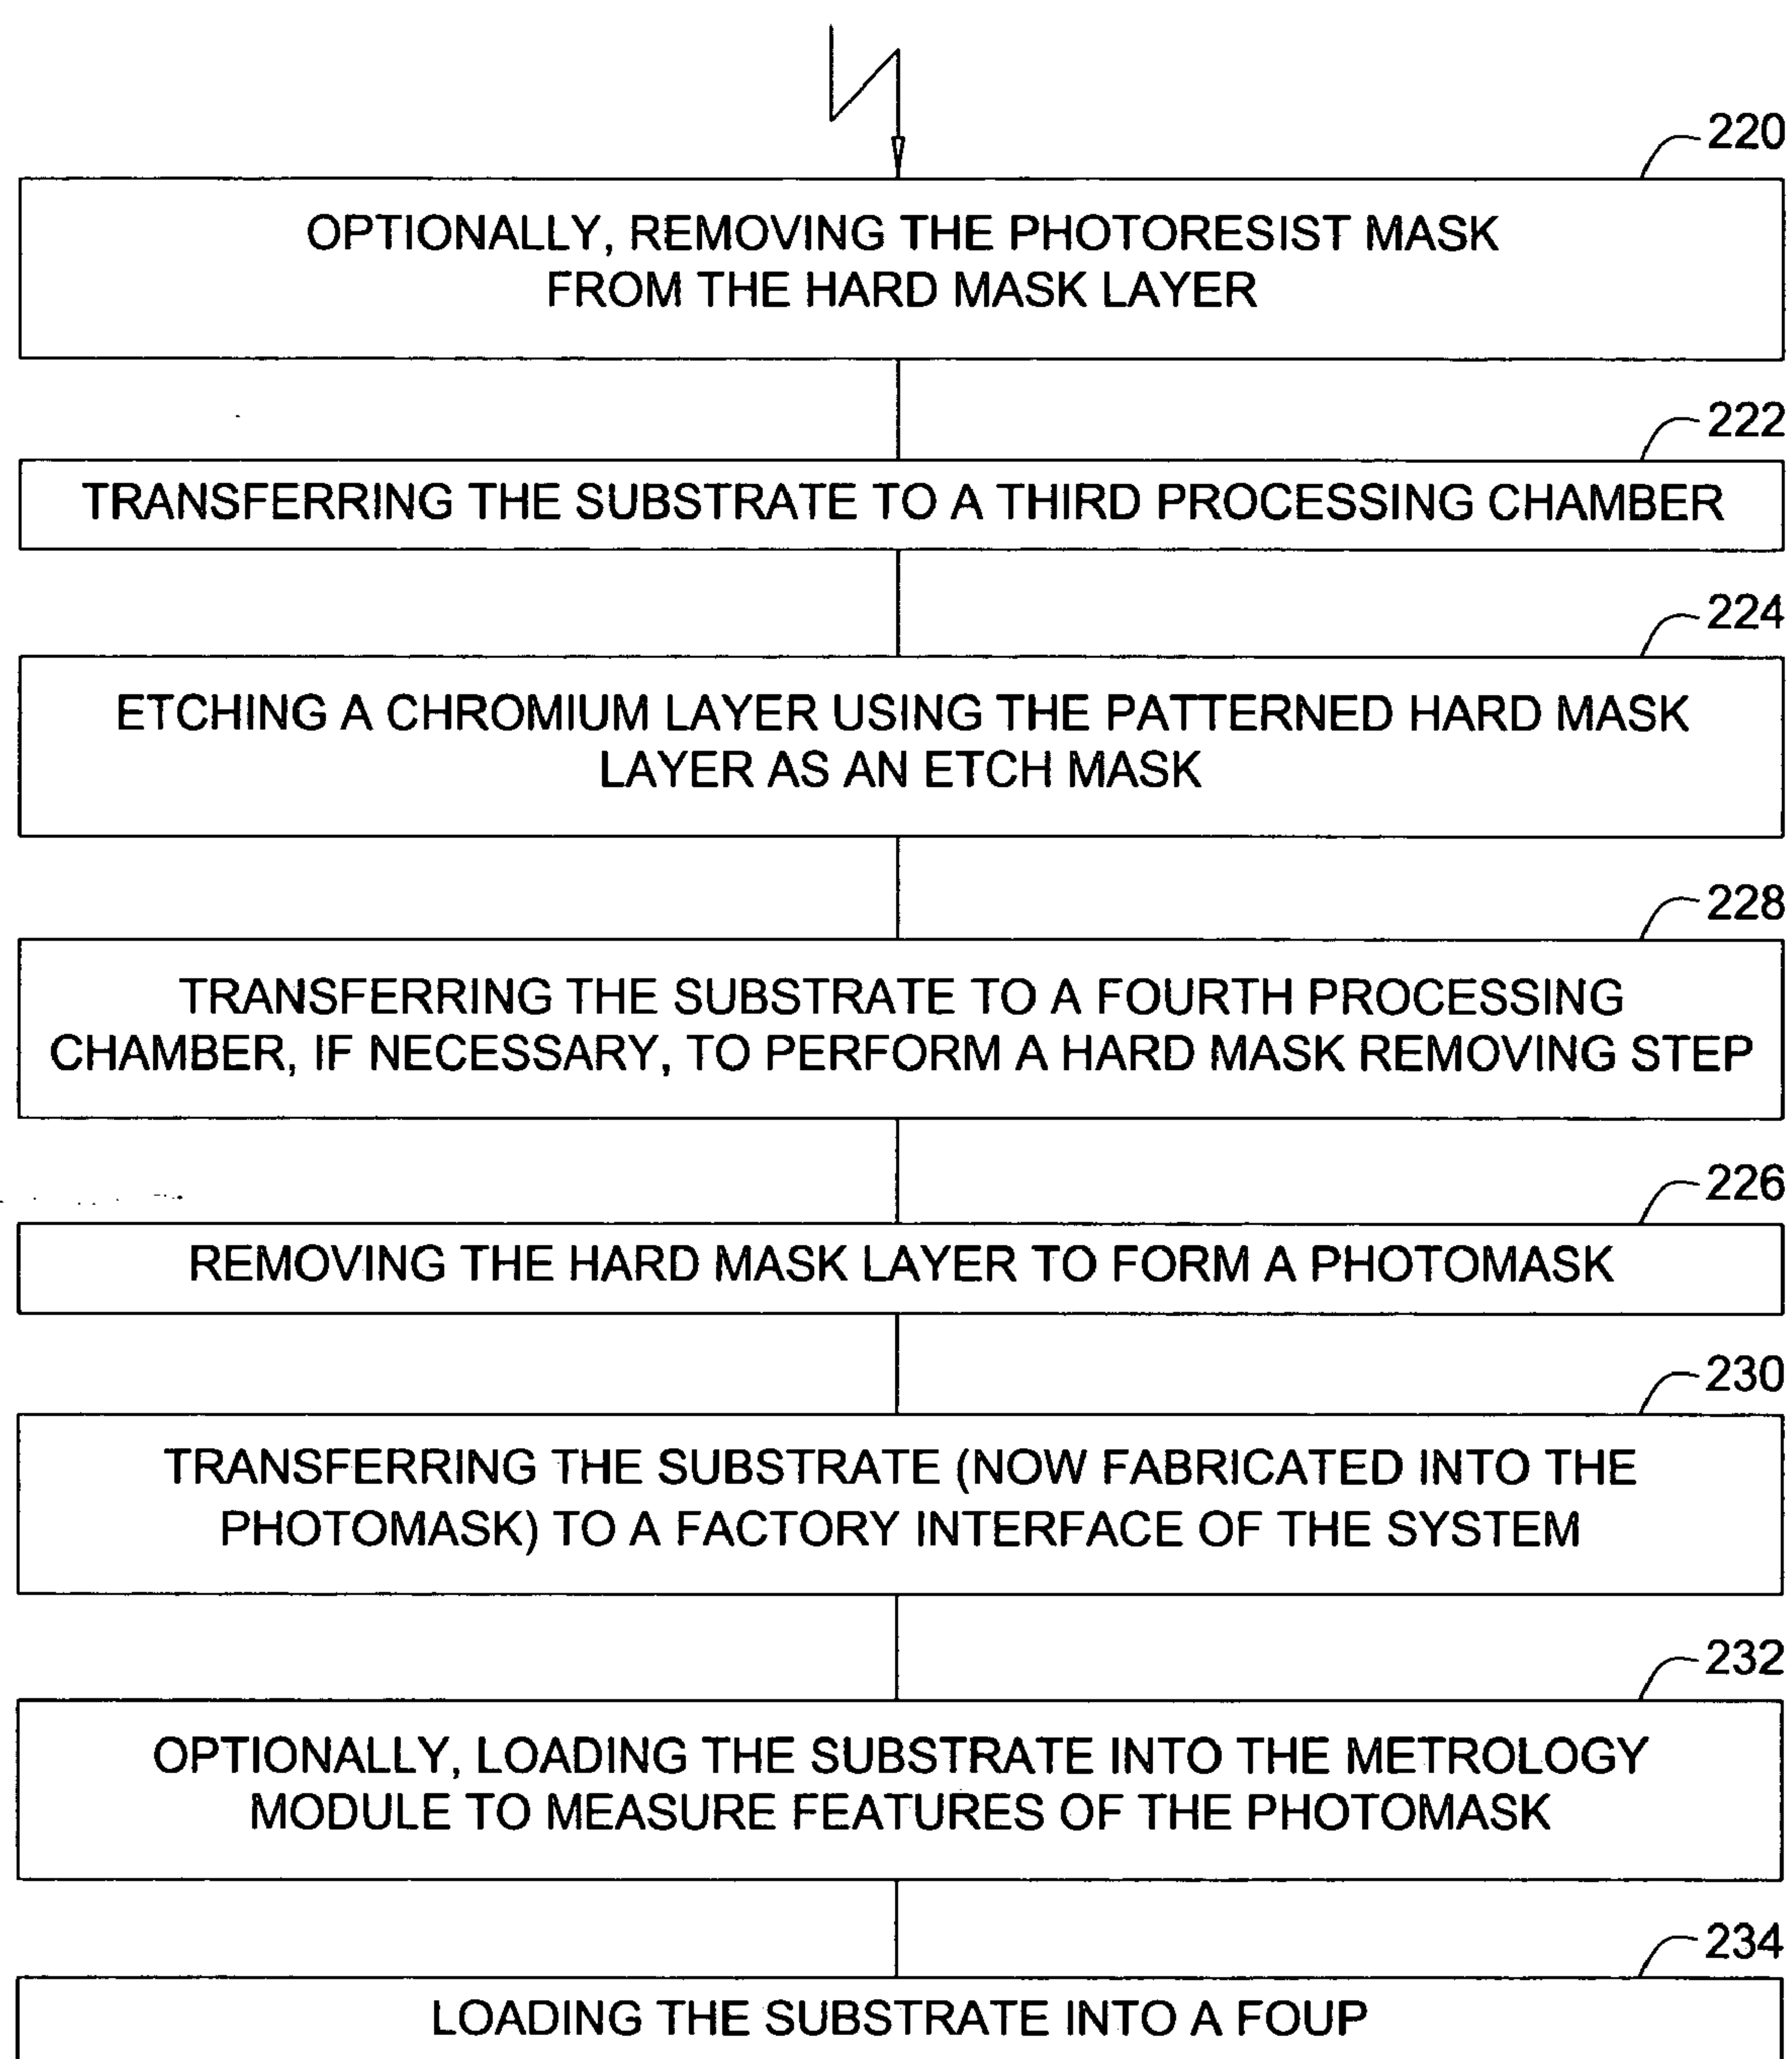 220
OPTIONALLY, REMOVING THE PHOTORESIST MASK
FROM THE HARD MASK LAYER
222
TRANSFERRING THE SUBSTRATE TO A THIRD PROCESSING CHAMBER
224
ETCHING A CHROMIUM LAYER USING THE PATTERNED HARD MASK
LAYER AS AN ETCH MASK
228
TRANSFERRING THE SUBSTRATE TO A FOURTH PROCESSING
CHAMBER, IF NECESSARY, TO PERFORM A HARD MASK REMOVING STEP
226
REMOVING THE HARD MASK LAYER TO FORM A PHOTOMASK
230
TRANSFERRING THE SUBSTRATE (NOW FABRICATED INTO THE
PHOTOMASK) TO A FACTORY INTERFACE OF THE SYSTEM
232
OPTIONALLY, LOADING THE SUBSTRATE INTO THE METROLOGY
MODULE TO MEASURE FEATURES OF THE PHOTOMASK
234
LOADING THE SUBSTRATE INTO A FOUP